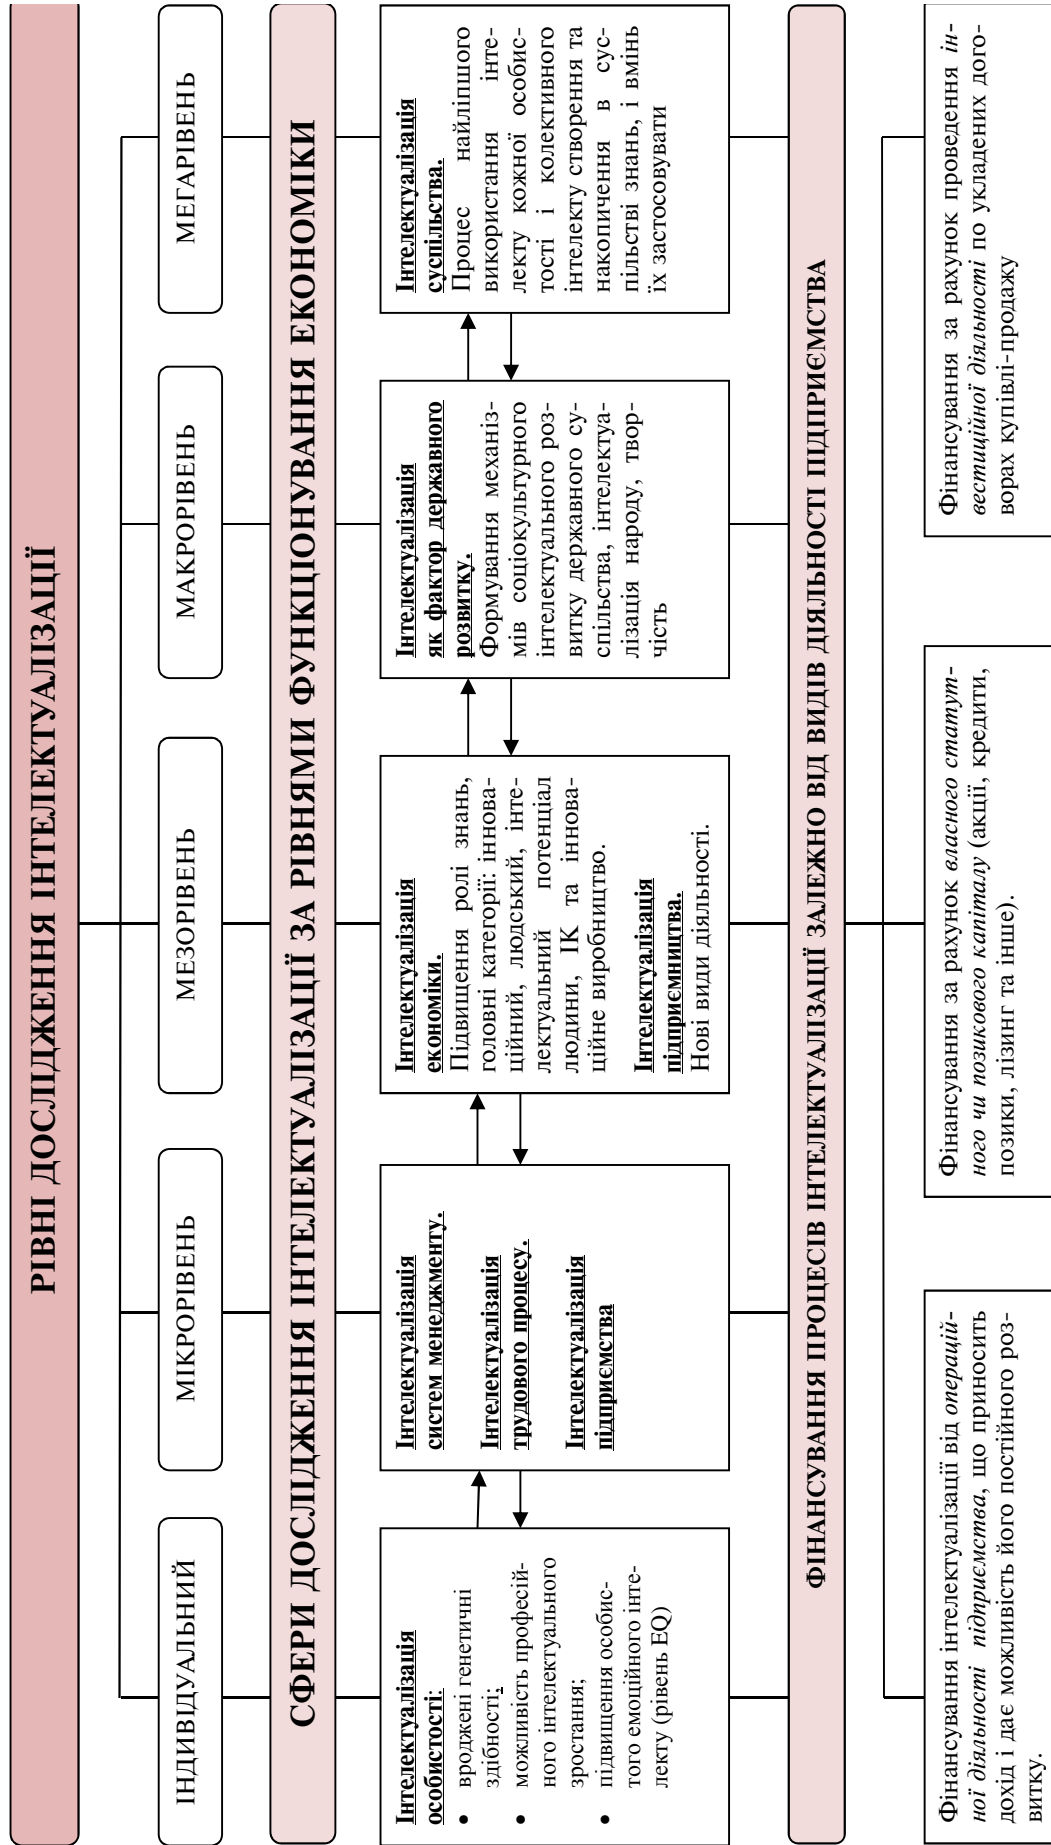 РІВНІ ДОСЛІДЖЕННЯ ІНТЕЛЕКТУАЛІЗАЦІЇ
ІНДИВІДУАЛЬНИЙ
МІКРОРІВЕНЬ
МЕЗОРІВЕНЬ
МАКРОРІВЕНЬ
МЕГАРІВЕНЬ
СФЕРИ ДОСЛІДЖЕННЯ ІНТЕЛЕКТУАЛІЗАЦІЇ ЗА РІВНЯМИ ФУНКЦІОНУВАННЯ ЕКОНОМІКИ
Інтелектуалізація
особистості:
• вроджені генетичні
здібності;
• можливість професій-
ного інтелектуального
зростання;
• підвищення особис-
того емоційного інте-
лекту (рівень EQ)
Інтелектуалізація
систем менеджменту.
Інтелектуалізація
трудового процесу.
Інтелектуалізація
підприємства
Інтелектуалізація
економіки.
Підвищення ролі знань,
головні категорії: іннова-
ційний, людський, інте-
лектуальний потенціал
людини, ІК та іннова-
ційне виробництво.
Інтелектуалізація
підприємництва.
Нові види діяльності.
Інтелектуалізація
як фактор державного
розвитку.
Формування механіз-
мів соціокультурного
інтелектуального роз-
витку державного су-
спільства, інтелектуа-
лізація народу, твор-
чість
Інтелектуалізація
суспільства.
Процес найліпшого
використання інте-
лекту кожної особис-
тості і колективного
інтелекту створення та
накопичення в сус-
пільстві знань, і вмінь
їх застосовувати
ФІНАНСУВАННЯ ПРОЦЕСІВ ІНТЕЛЕКТУАЛІЗАЦІЇ ЗАЛЕЖНО ВІД ВИДІВ ДІЯЛЬНОСТІ ПІДПРИЄМСТВА
Фінансування інтелектуалізації від операцій-
ної діяльності підприємства, що приносить
дохід і дає можливість його постійного роз-
витку.
Фінансування за рахунок власного статут-
ного чи позикового капіталу (акції, кредити,
позики, лізинг та інше).
Фінансування за рахунок проведення ін-
вестиційної діяльності по укладених дого-
ворах купівлі-продажу